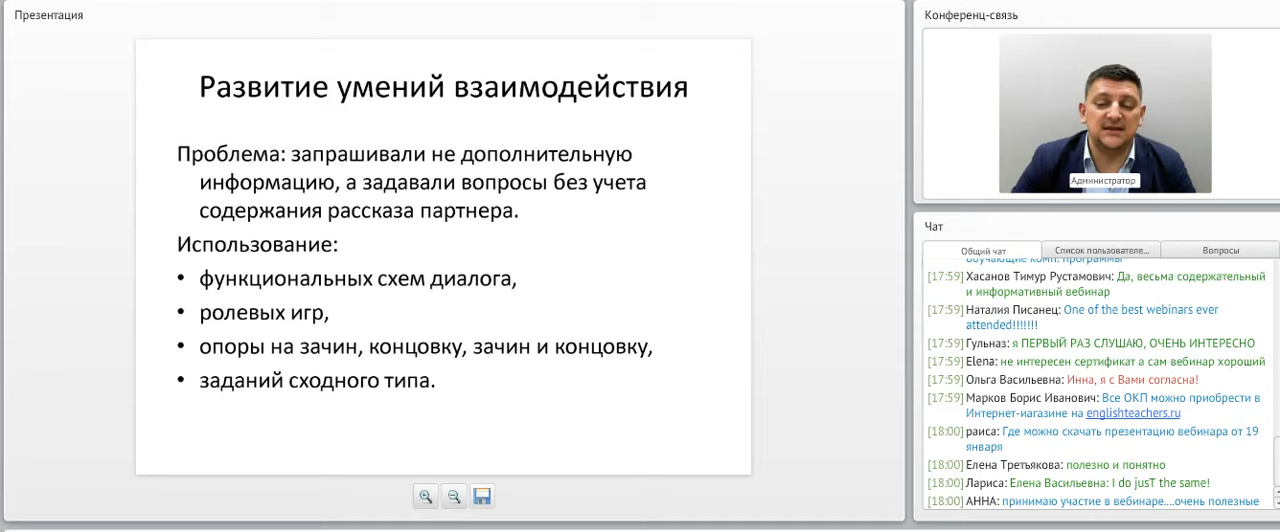 Презентация
Развитие умений взаимодействия
Проблема: запрашивали не дополнительную
информацию, а задавали вопросы без учета
содержания рассказа партнера.
Использование:
• функциональных схем диалога,
• ролевых игр,
• опоры на зачин, концовку, зачин и концовку,
• заданий сходного типа.
Конференц-связь
Администратор
Чат
Общий чат
Список пользователе...
Вопросы
обучающие комп. программы
[17:59] Хасанов Тимур Рустамович: Да, весьма содержательный
и информативный вебинар
[17:59] Наталия Писанец: One of the best webinars ever
attended!!!!!!!
[17:59] Гульназ: я ПЕРВЫЙ РАЗ СЛУШАЮ, ОЧЕНЬ ИНТЕРЕСНО
[17:59] Elena: не интересен сертификат а сам вебинар хороший
[17:59] Ольга Васильевна: Инна, я с Вами согласна!
[17:59] Марков Борис Иванович: Все ОКП можно приобрести в
Интернет-иагазине на englishteachers.ru
[18:00] раиса: Где можно скачать презентацию вебинара от 19
января
[18:00] Елена Третьякова: полезно и понятно
[18:00] Лариса: Елена Васильевна: I do jusT the same!
[18:00] АННА: принимаю участие в вебинаре....очень полезные